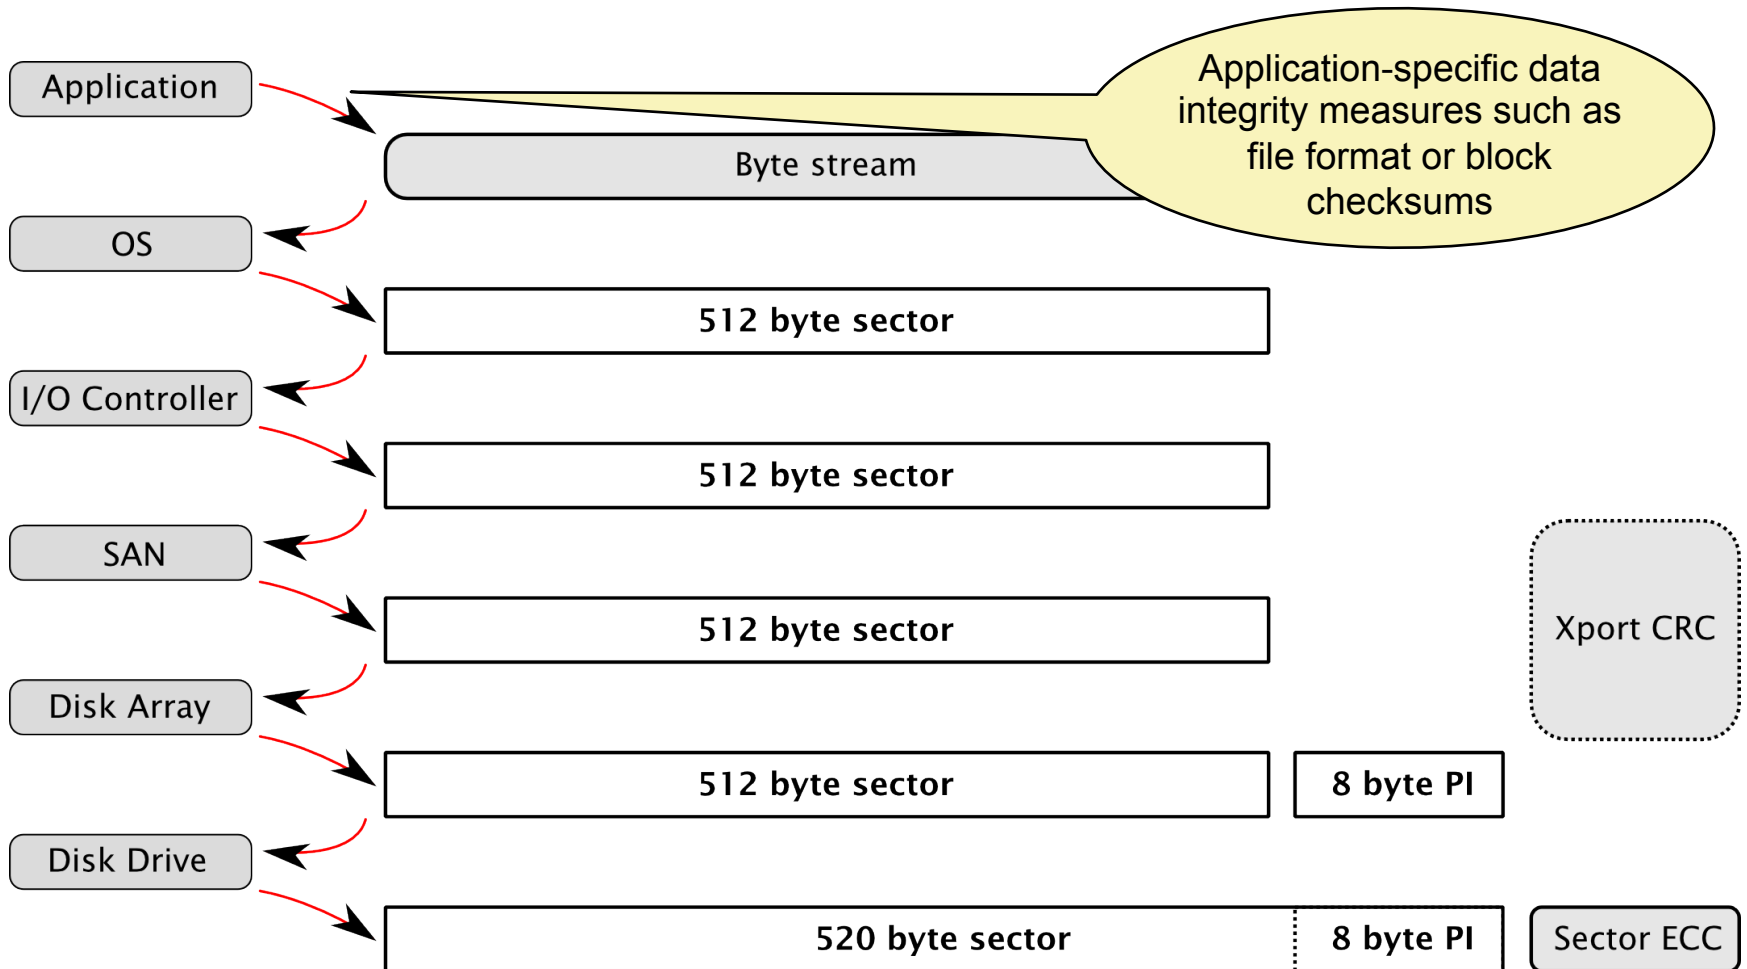 Application
Application-specific data
integrity measures such as
file format or block
checksums
Byte stream
OS
512 byte sector
I/O Controller
512 byte sector
SAN
512 byte sector
Xport CRC
Disk Array
512 byte sector
8 byte PI
Disk Drive
520 byte sector
8 byte PI
Sector ECC